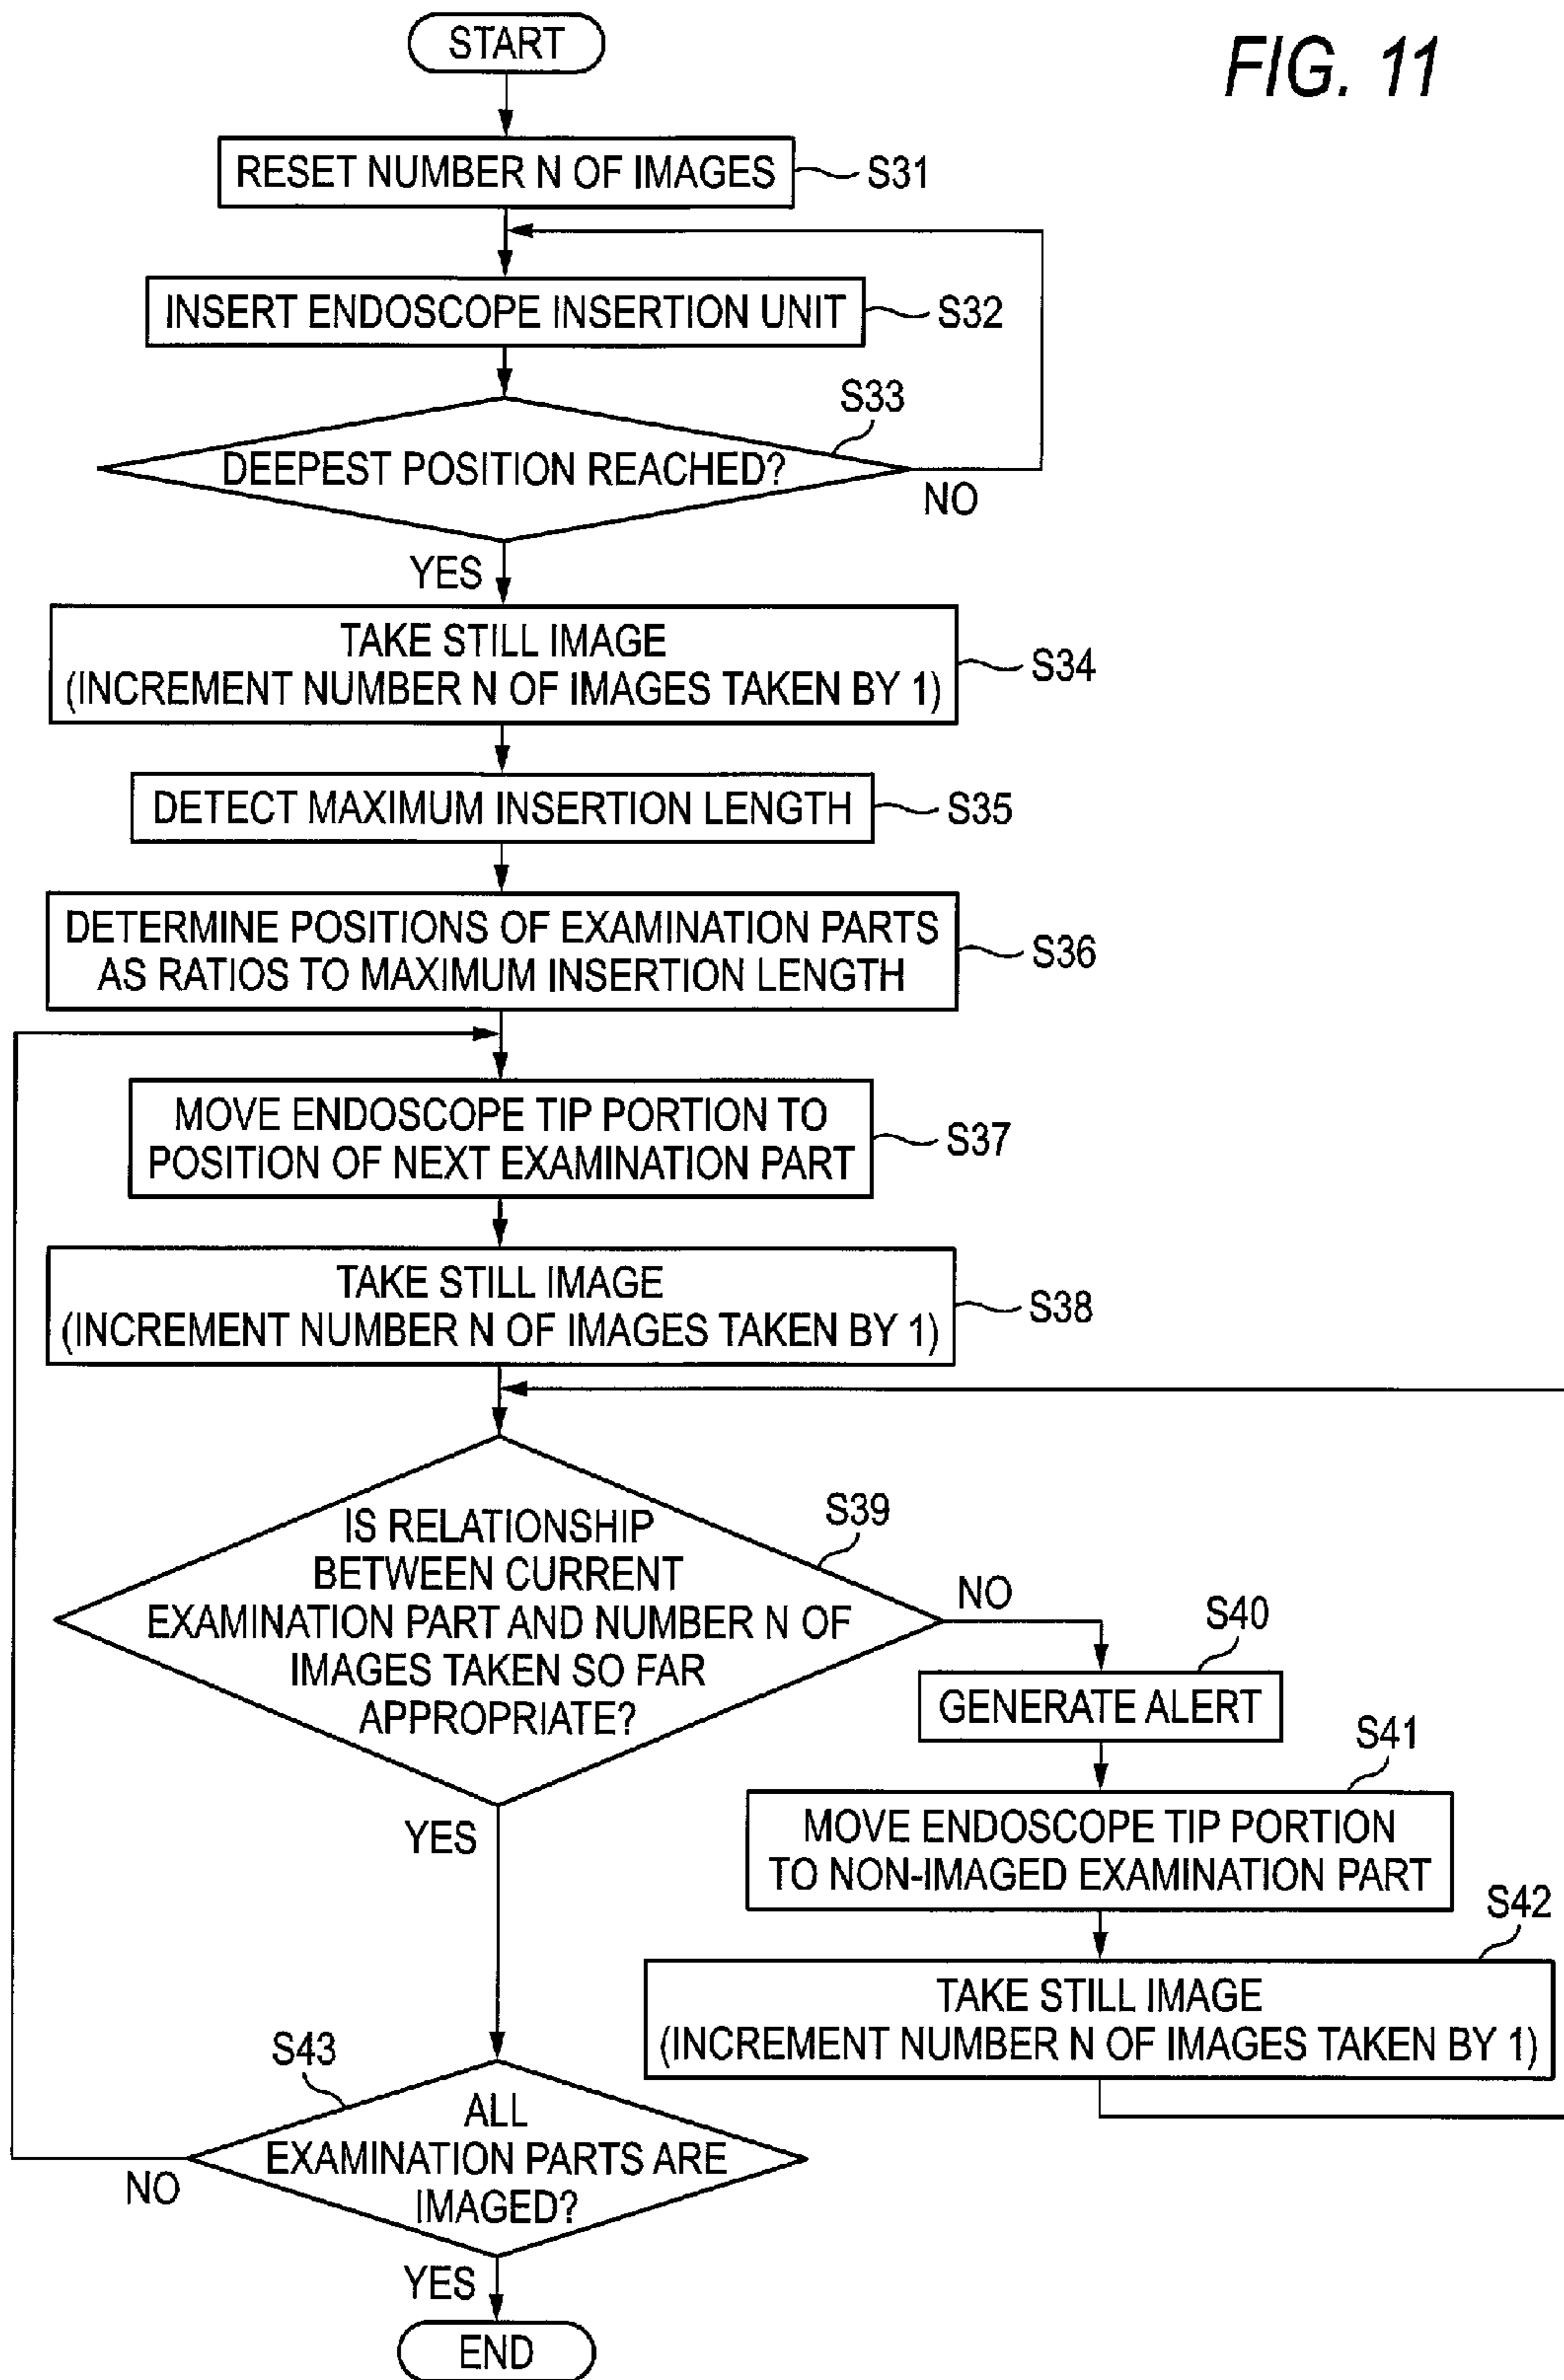 FIG. 11
START
RESET NUMBER N OF IMAGES
S31
INSERT ENDOSCOPE INSERTION UNIT
S32
S33
DEEPEST POSITION REACHED?
NO
YES
TAKE STILL IMAGE
(INCREMENT NUMBER N OF IMAGES TAKEN BY 1)
S34
DETECT MAXIMUM INSERTION LENGTH
S35
DETERMINE POSITIONS OF EXAMINATION PARTS
AS RATIOS TO MAXIMUM INSERTION LENGTH
S36
MOVE ENDOSCOPE TIP PORTION TO
POSITION OF NEXT EXAMINATION PART
S37
TAKE STILL IMAGE
(INCREMENT NUMBER N OF IMAGES TAKEN BY 1)
S38
S39
IS RELATIONSHIP
BETWEEN CURRENT
EXAMINATION PART AND NUMBER N OF
IMAGES TAKEN SO FAR
APPROPRIATE?
NO
YES
S40
GENERATE ALERT
S41
MOVE ENDOSCOPE TIP PORTION
TO NON-IMAGED EXAMINATION PART
S42
TAKE STILL IMAGE
(INCREMENT NUMBER N OF IMAGES TAKEN BY 1)
S43
ALL
EXAMINATION PARTS ARE
IMAGED?
NO
YES
END